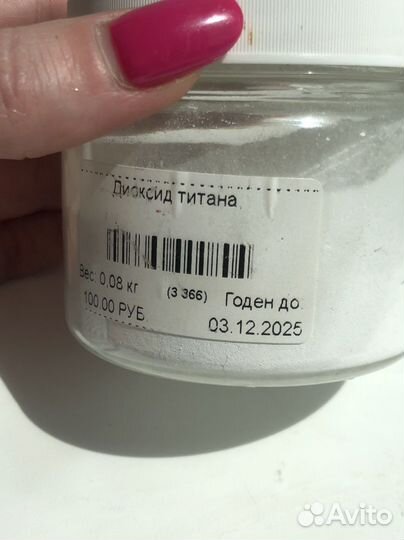 Диоксид титана
Вес: 0,08 кг
(3 366)
Годен до:
100.00 РУБ
03.12.2025
Avito